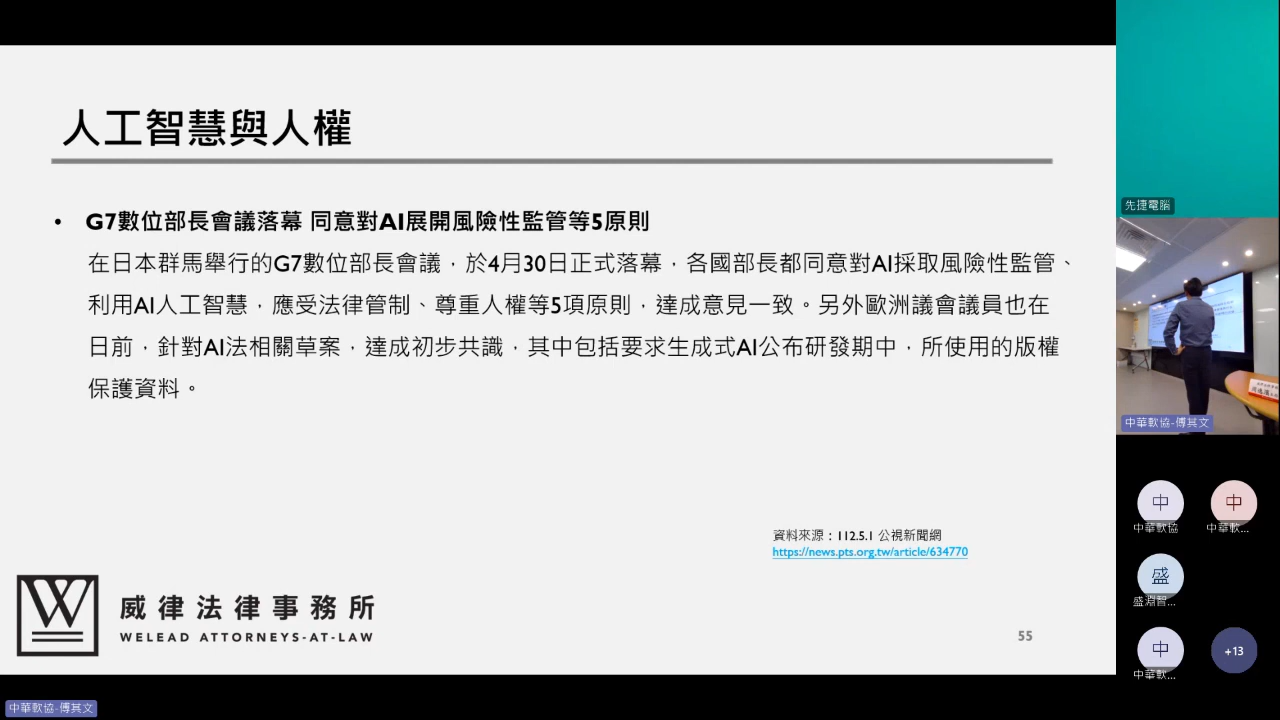 人工智慧與人權
• G7數位部長會議落幕 同意對AI展開風險性監管等5原則
在日本群馬舉行的G7數位部長會議，於4月30日正式落幕，各國部長都同意對AI採取風險性監管、
利用AI人工智慧，應受法律管制、尊重人權等5項原則，達成意見一致。另外歐洲議會議員也在
日前，針對AI法相關草案，達成初步共識，其中包括要求生成式AI公布研發期中，所使用的版權
保護資料。
資料來源：112.5.1 公視新聞網
https://news.pts.org.tw/article/634770
W
威律法律事務所
WELEAD ATTORNEYS-AT-LAW
55
中華軟協-傅其文
先捷電腦
中華軟協-傅其文
中
中華軟協
中
中華軟...
盛
盛淵智...
中
中華軟...
+13